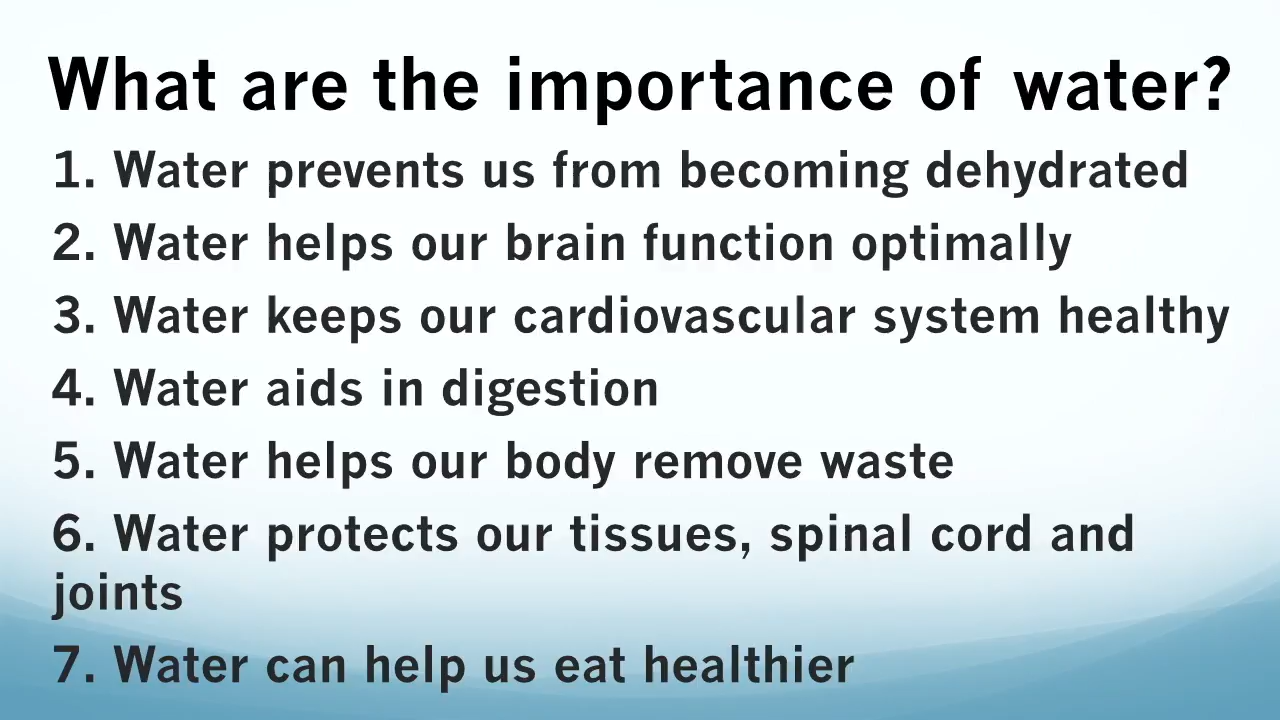 What are the importance of water?
1. Water prevents us from becoming dehydrated
2. Water helps our brain function optimally
3. Water keeps our cardiovascular system healthy
4. Water aids in digestion
5. Water helps our body remove waste
6. Water protects our tissues, spinal cord and
joints
7. Water can help us eat healthier